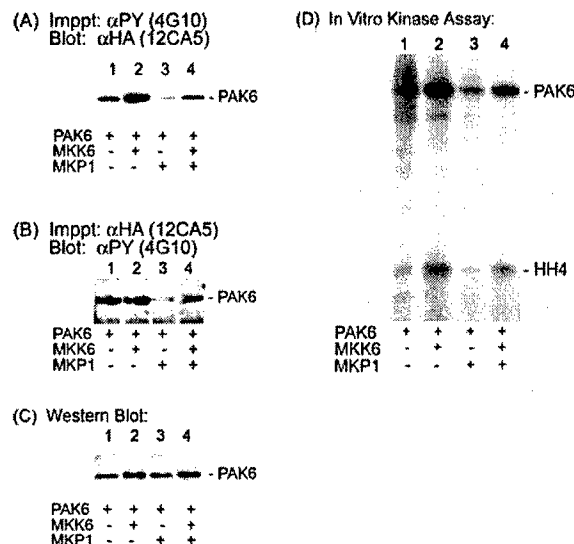 (A) Imppt: αPY (4G10)
Blot: αHA (12CA5)
1 2 3 4
- PAK6
PAK6 + + + +
MKK6 - + - +
MKP1 - - + +
(B) Imppt: αHA (12CA5)
Blot: αPY (4G10)
1 2 3 4
- PAK6
PAK6 + + + +
MKK6 - + - +
MKP1 - - + +
(C) Western Blot:
1 2 3 4
- PAK6
PAK6 + + + +
MKK6 - + - +
MKP1 - - + +
(D) In Vitro Kinase Assay:
1 2 3 4
- PAK6
- HH4
PAK6 + + + +
MKK6 - + - +
MKP1 - - + +